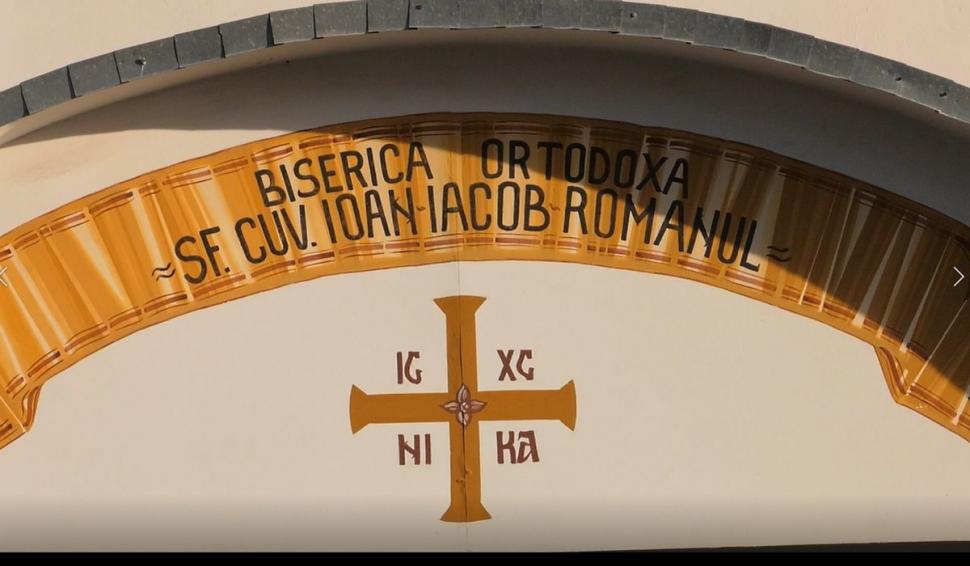 BISERICA ORTODOXA
~SF. CUV. IOAN-IACOB-ROMANUL~
IC XC
NI KA